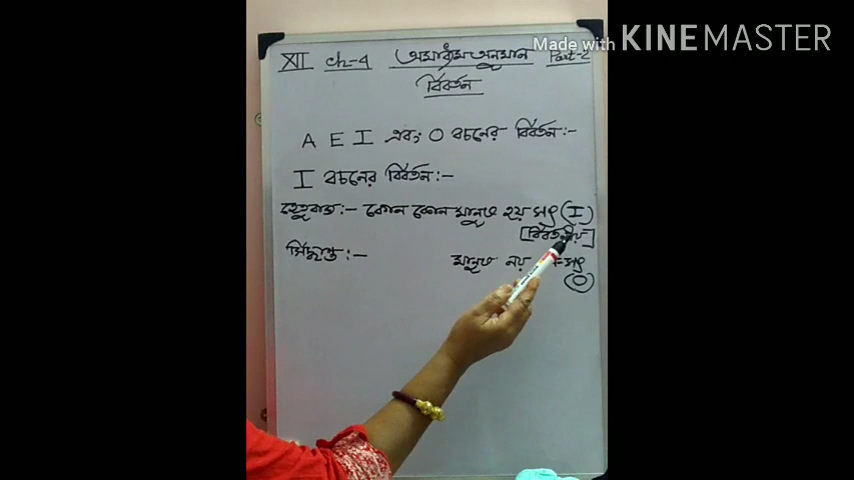 Made with KINEMASTER
XII Ch-4 অমাধ্যম অনুমান Part-2
বিবর্তন
A E I এবং O বচনের বিবর্তন:-
I বচনের বিবর্তন:-
হেতুবাক্য:- কোন কোন মানুষ হয় সৎ (I)
[বিবর্তনীয়]
সিদ্ধান্ত:- মানুষ নয় -সৎ
O